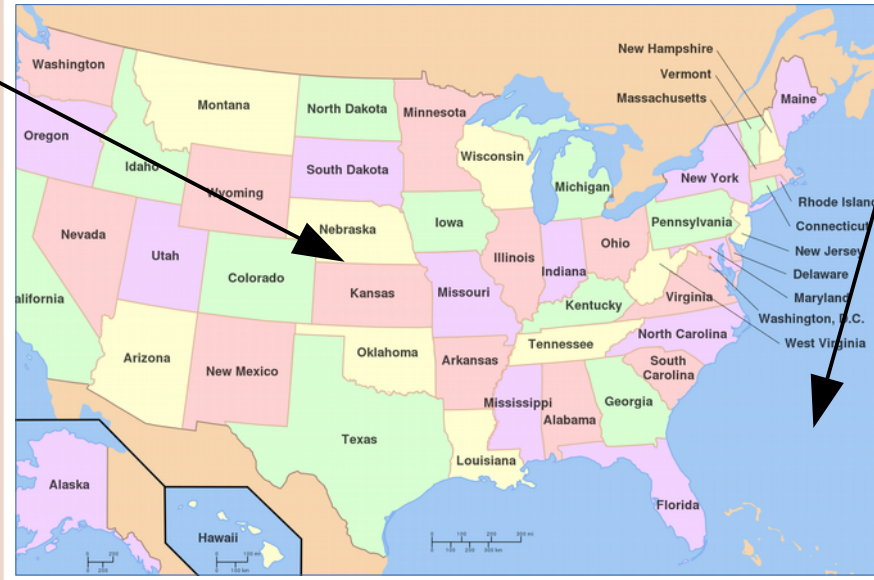 New Hampshire
Vermont
Massachusetts
Washington
Montana
North Dakota
Minnesota
Maine
Oregon
Idaho
Wyoming
South Dakota
Wisconsin
Michigan
New York
Rhode Island
Connecticut
Nevada
Utah
Colorado
Nebraska
Iowa
Illinois
Indiana
Ohio
Pennsylvania
New Jersey
Delaware
alifornia
Kansas
Missouri
Kentucky
Virginia
Maryland
Washington, D.C.
West Virginia
Arizona
New Mexico
Oklahoma
Arkansas
Tennessee
North Carolina
South
Carolina
Texas
Louisiana
Mississippi
Alabama
Georgia
Florida
Alaska
Hawaii